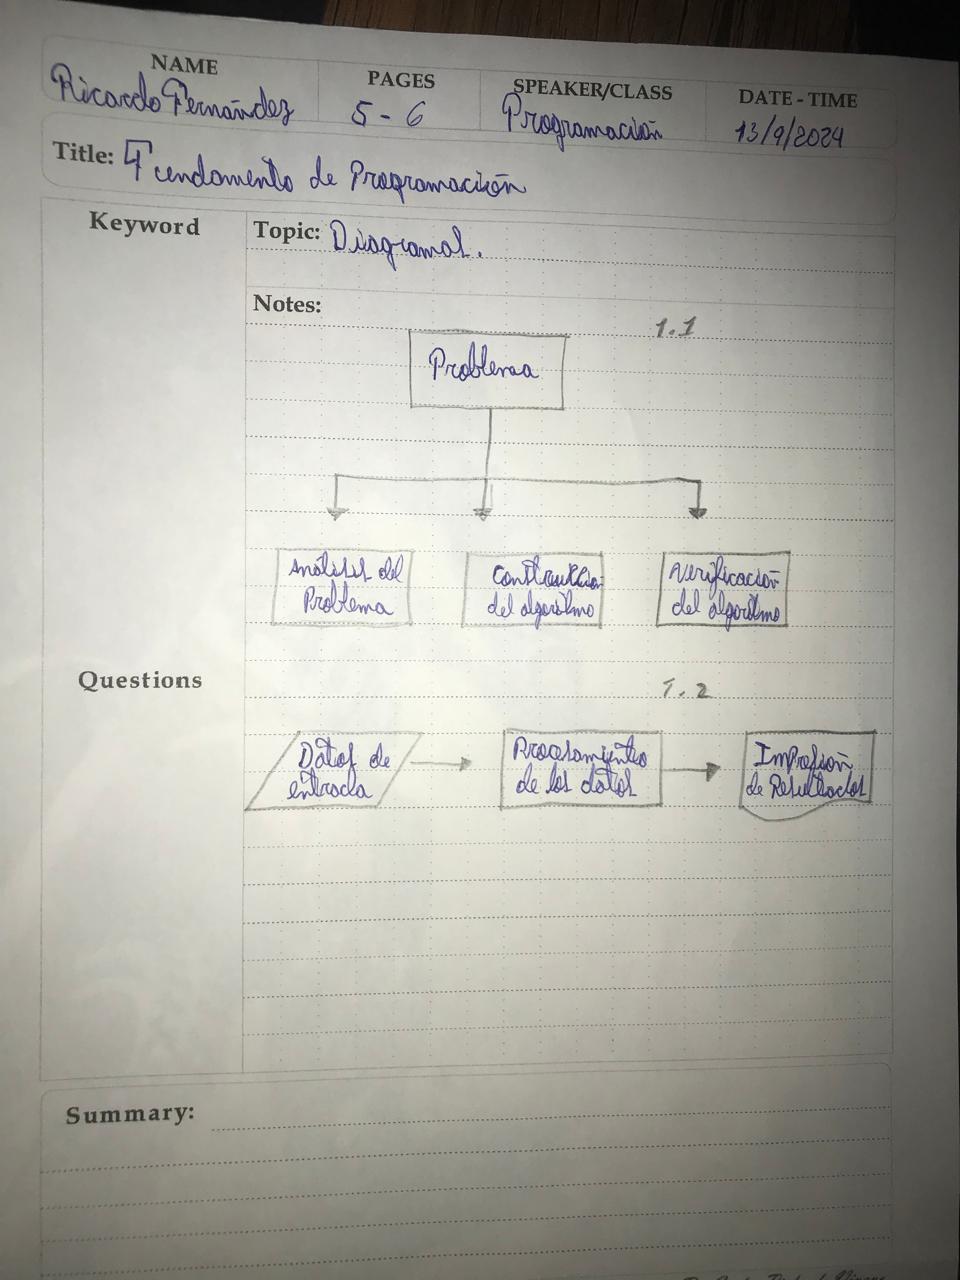 NAME
PAGES
SPEAKER/CLASS
DATE - TIME
Ricardo Fernández
5 - 6
Programación
13/9/2024
Title: Fundamento de Programación
Keyword
Topic: Diagramas.
Notes:
1.1
Problema
Análisis del
Problema
Construcción
del algoritmo
Verificación
del algoritmo
Questions
1.2
Datos de
entrada
Procesamiento
de los datos
Impresión
de Resultados
Summary: